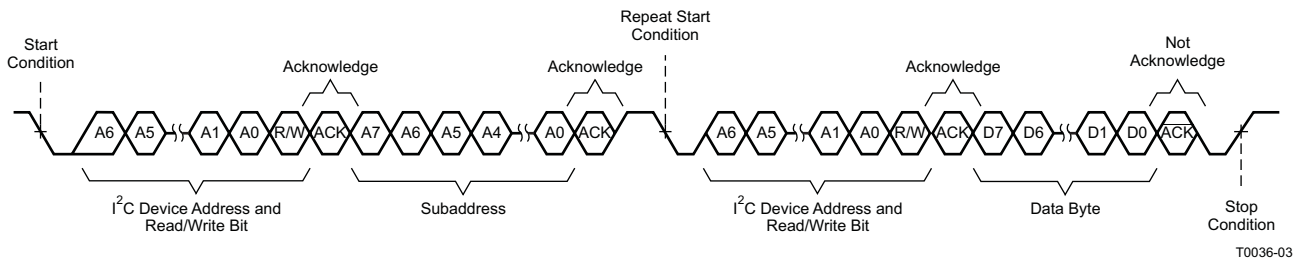 Repeat Start
Condition
Start
Condition
Not
Acknowledge
Acknowledge
Acknowledge
Acknowledge
A6 A5 A1 A0 R/W ACK A7 A6 A5 A4 A0 ACK A6 A5 A1 A0 R/W ACK D7 D6 D1 D0 A̅C̅K̅
I²C Device Address and
Read/Write Bit
Subaddress
I²C Device Address and
Read/Write Bit
Data Byte
Stop
Condition
T0036-03